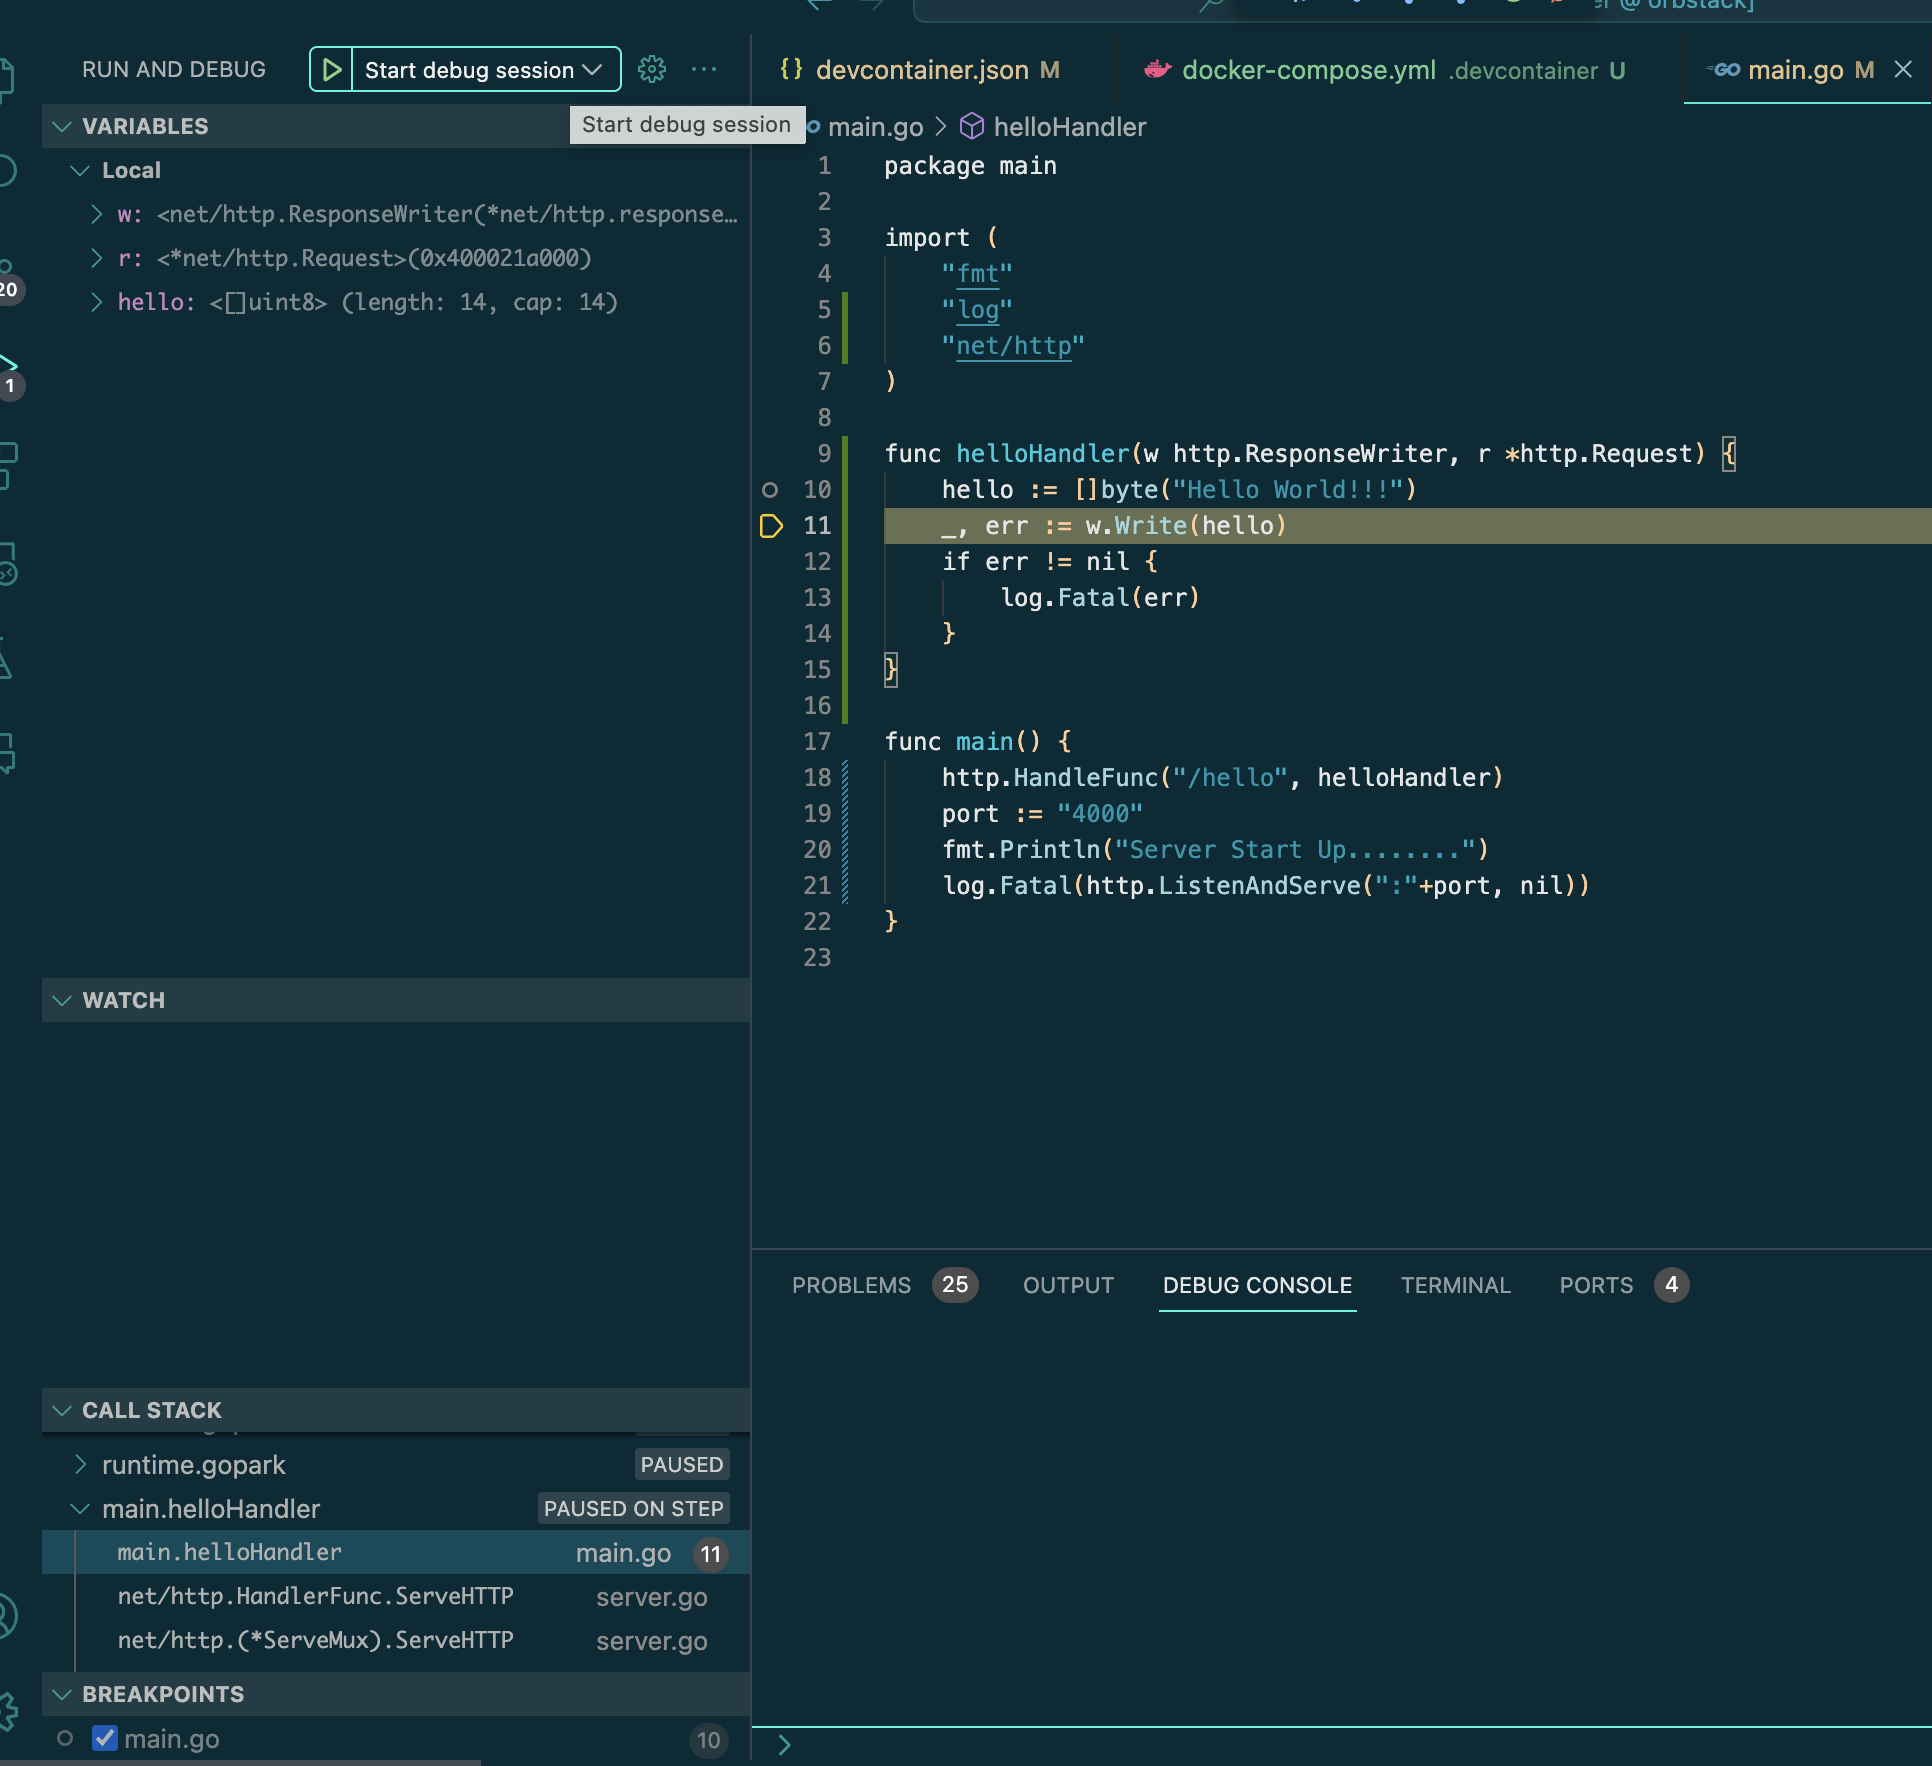 orbstack]
RUN AND DEBUG
Start debug session
Start debug session
VARIABLES
Local
w: <net/http.ResponseWriter(*net/http.response…
r: <*net/http.Request>(0x400021a000)
hello: <[]uint8> (length: 14, cap: 14)
20
1
WATCH
CALL STACK
runtime.gopark PAUSED
main.helloHandler PAUSED ON STEP
main.helloHandler main.go 11
net/http.HandlerFunc.ServeHTTP server.go
net/http.(*ServeMux).ServeHTTP server.go
BREAKPOINTS
main.go 10
{} devcontainer.json M
docker-compose.yml .devcontainer U
GO main.go M
main.go > helloHandler
1 package main
2
3 import (
4 "fmt"
5 "log"
6 "net/http"
7 )
8
9 func helloHandler(w http.ResponseWriter, r *http.Request) {
10 hello := []byte("Hello World!!!")
11 _, err := w.Write(hello)
12 if err != nil {
13 log.Fatal(err)
14 }
15 }
16
17 func main() {
18 http.HandleFunc("/hello", helloHandler)
19 port := "4000"
20 fmt.Println("Server Start Up........")
21 log.Fatal(http.ListenAndServe(":"+port, nil))
22 }
23
PROBLEMS 25 OUTPUT DEBUG CONSOLE TERMINAL PORTS 4
>